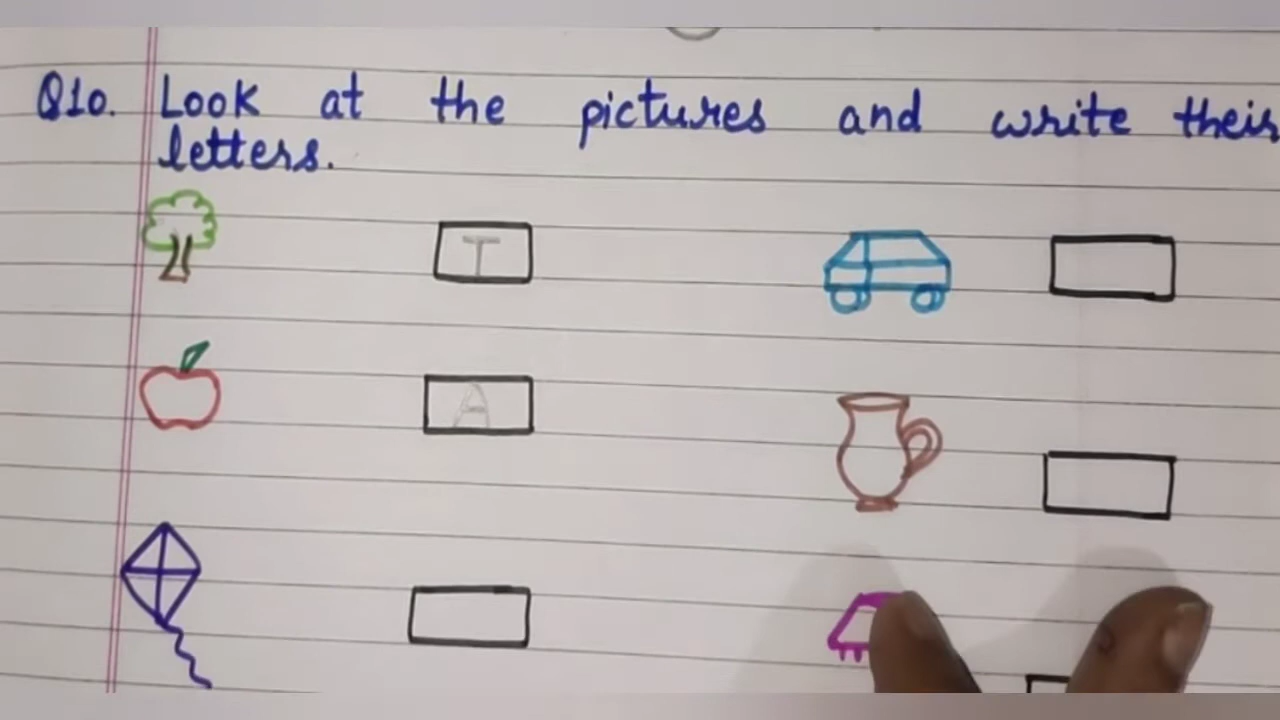 Q10. Look at the pictures and write their
letters.
T
A